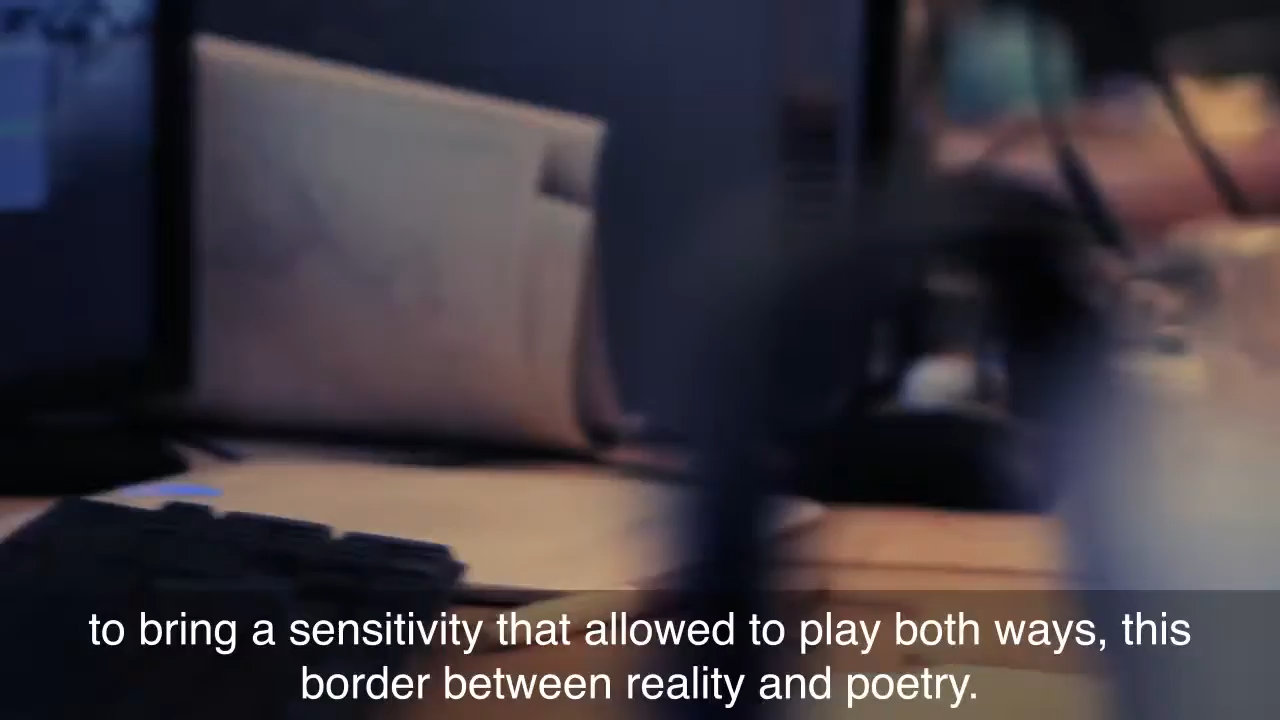 to bring a sensitivity that allowed to play both ways, this
border between reality and poetry.